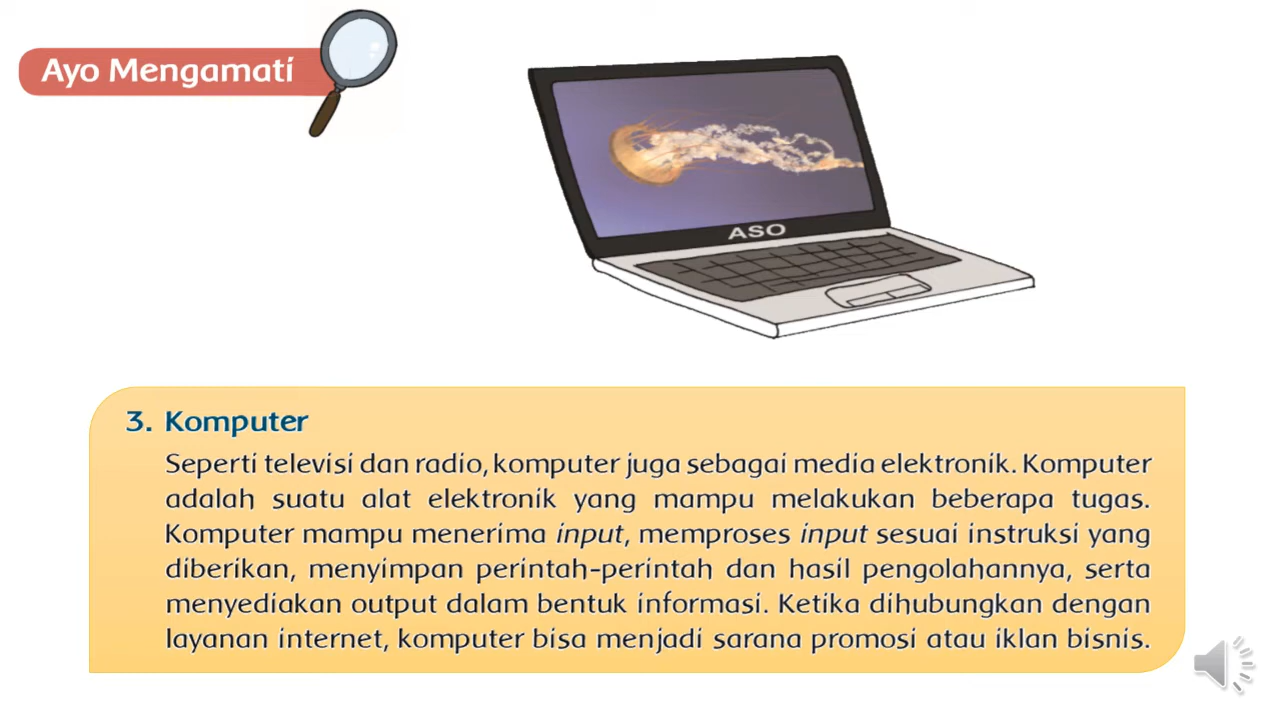 Ayo Mengamati
ASO
3. Komputer
Seperti televisi dan radio, komputer juga sebagai media elektronik. Komputer
adalah suatu alat elektronik yang mampu melakukan beberapa tugas.
Komputer mampu menerima input, memproses input sesuai instruksi yang
diberikan, menyimpan perintah-perintah dan hasil pengolahannya, serta
menyediakan output dalam bentuk informasi. Ketika dihubungkan dengan
layanan internet, komputer bisa menjadi sarana promosi atau iklan bisnis.